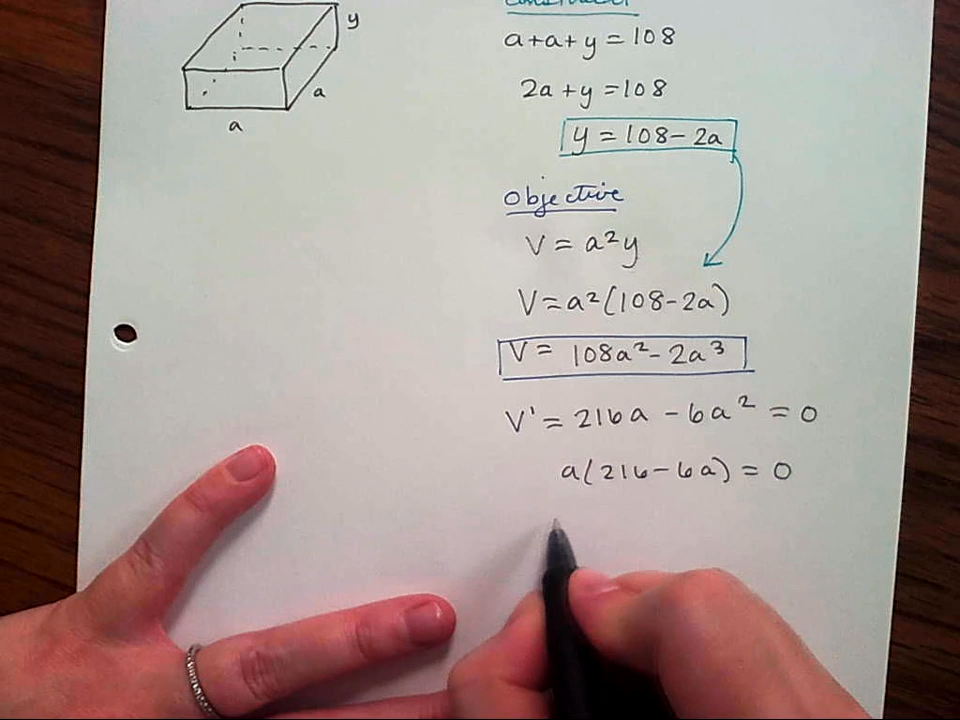 y
a
a
a+a+y=108
2a+y=108
y=108-2a
Objective
V=a²y
V=a²(108-2a)
V= 108a²-2a³
V'=216a-6a²=0
a(216-6a)=0